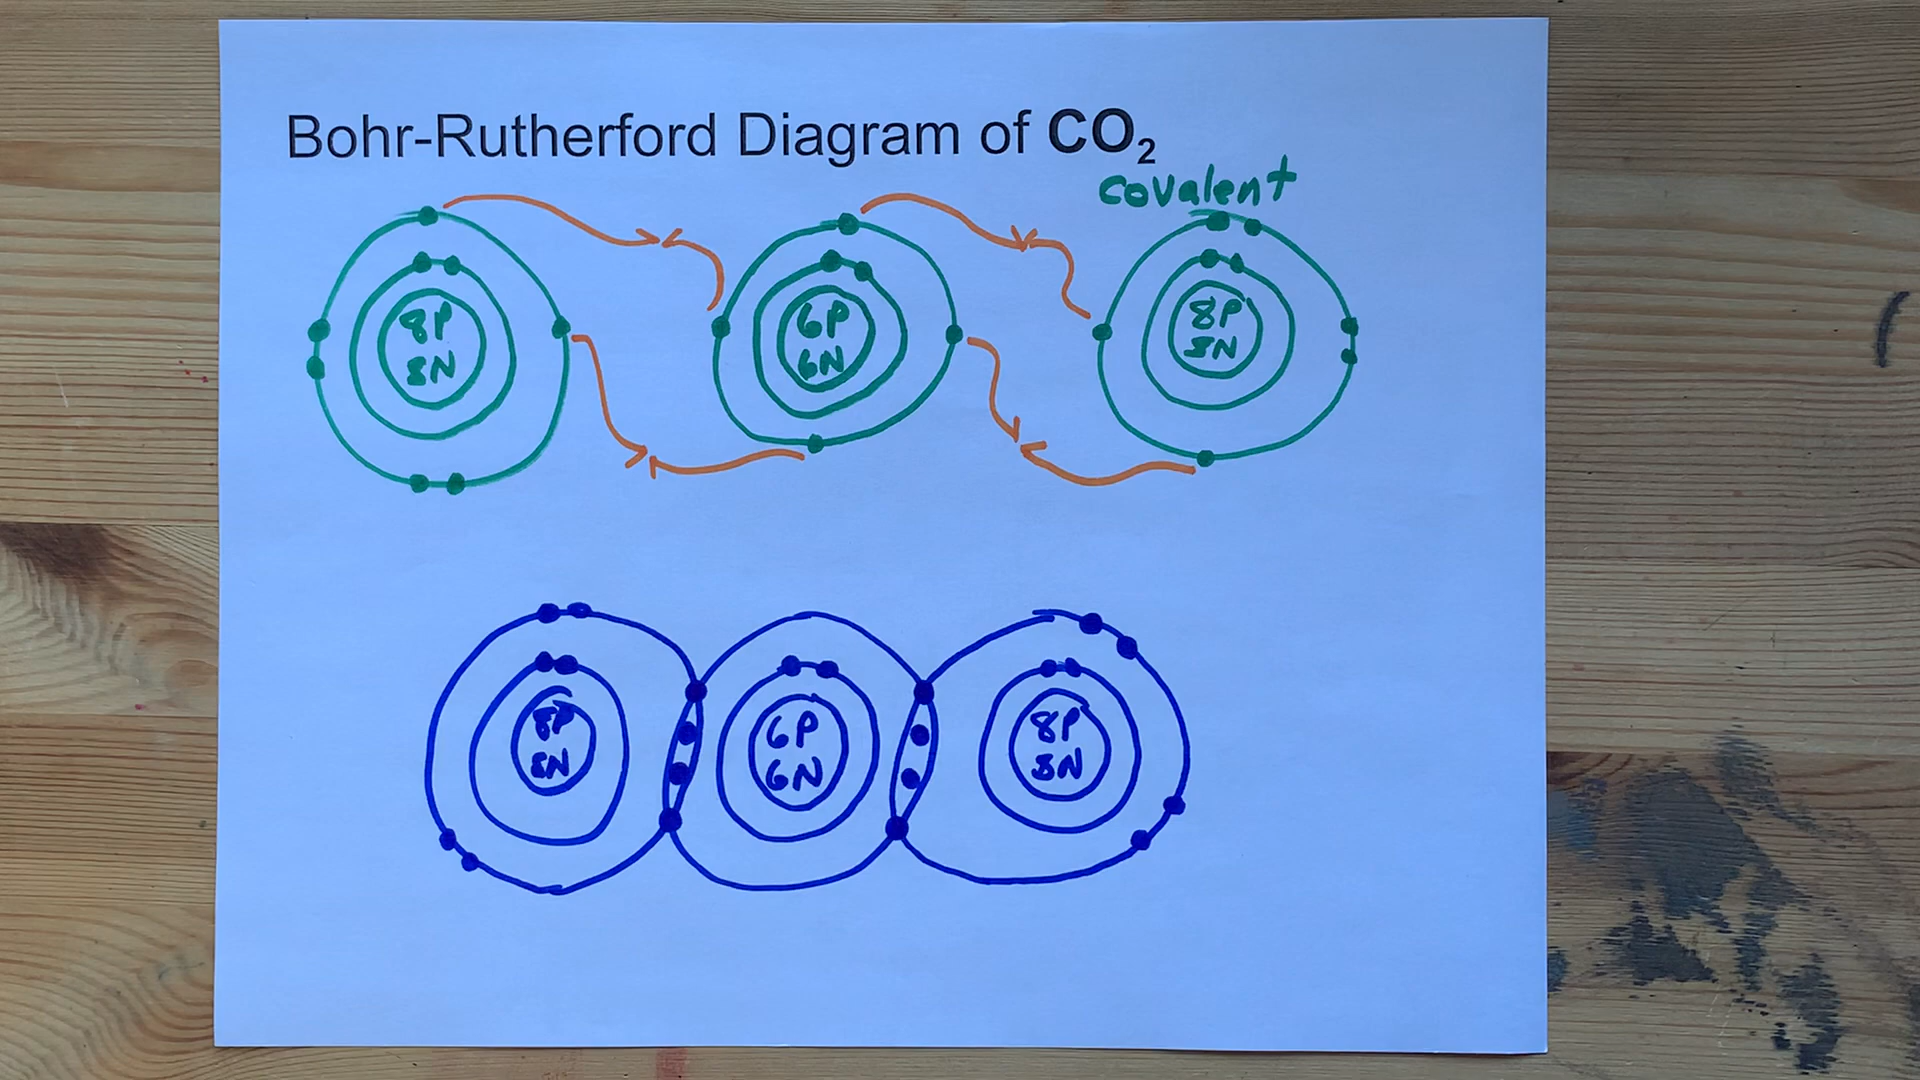 Bohr-Rutherford Diagram of CO₂
covalent
8P
8N
6P
6N
8P
8N
8P
8N
6P
6N
8P
8N